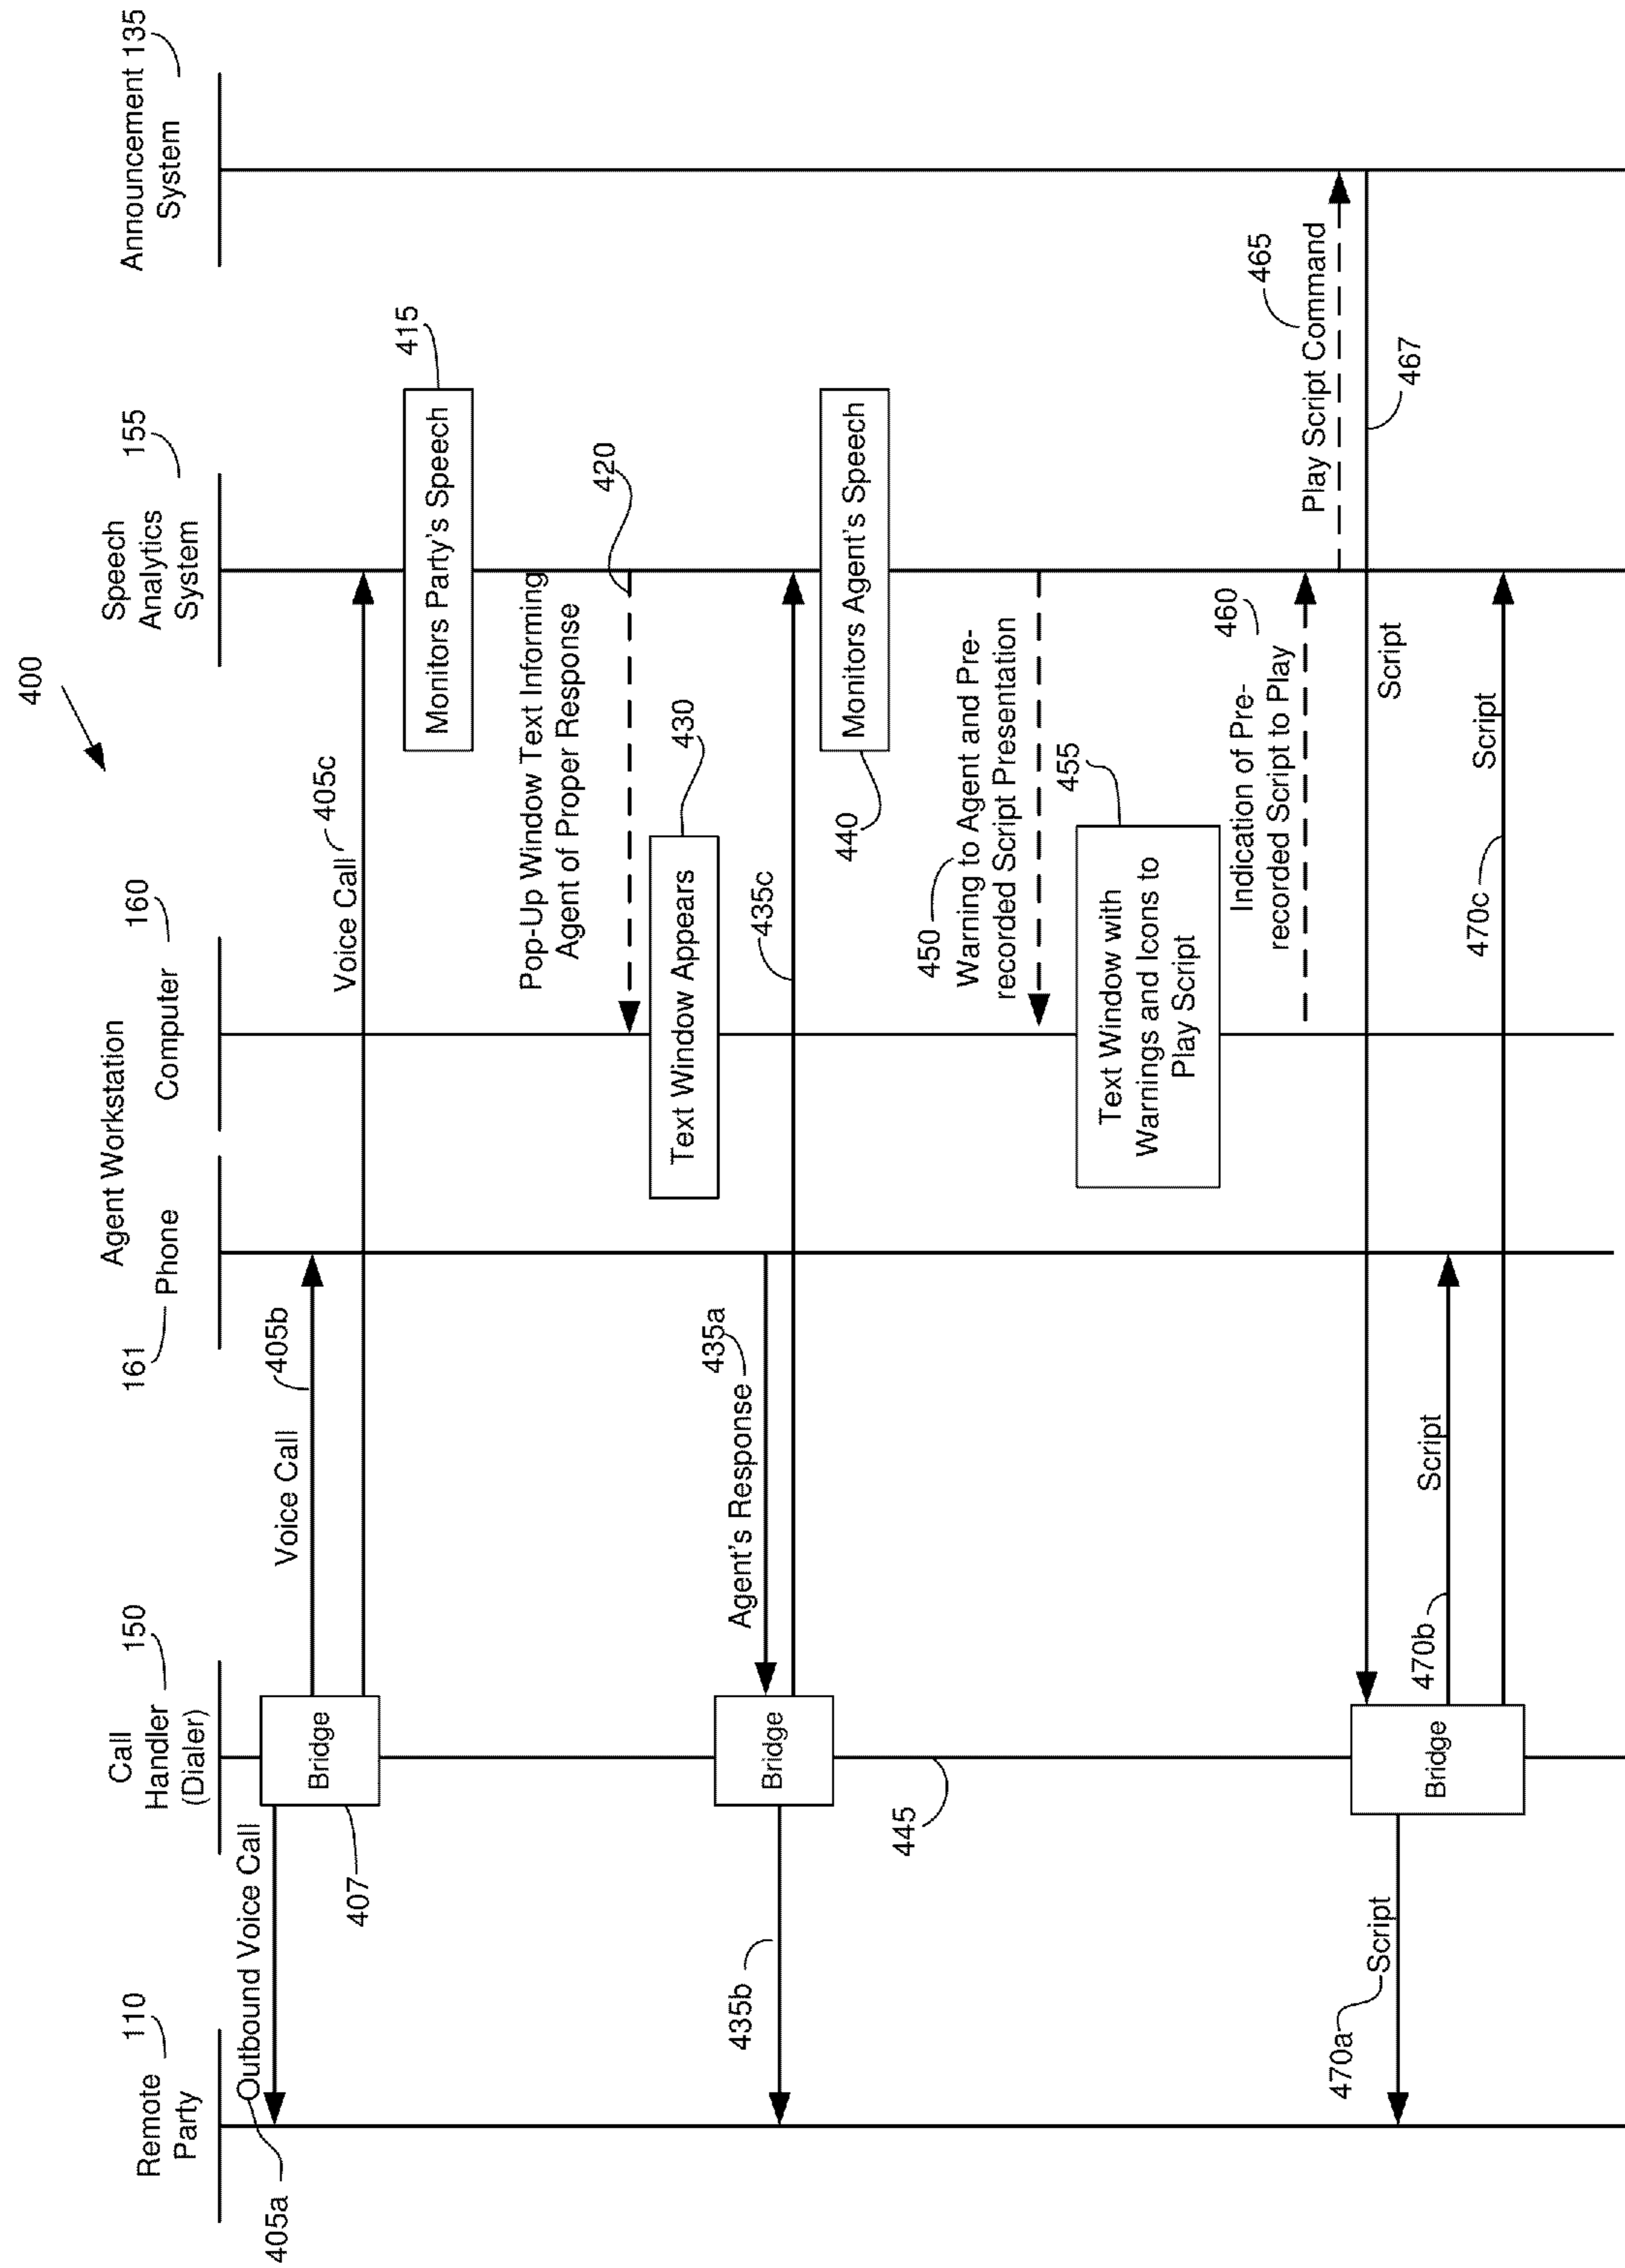 400
Remote
Party
110
Call
Handler
(Dialer)
150
Agent Workstation
161
Phone
Computer
160
Speech
Analytics
System
155
Announcement
System
135
405a
Outbound Voice Call
Bridge
407
Voice Call
405b
Voice Call
405c
Monitors Party's Speech
415
Pop-Up Window Text Informing
Agent of Proper Response
420
Text Window Appears
430
Agent's Response
435a
Bridge
435b
435c
Monitors Agent's Speech
440
445
450
Warning to Agent and Pre-
recorded Script Presentation
Text Window with
Warnings and Icons to
Play Script
455
Indication of Pre-
recorded Script to Play
460
Play Script Command
465
467
Script
Bridge
470a
Script
470b
Script
470c
Script